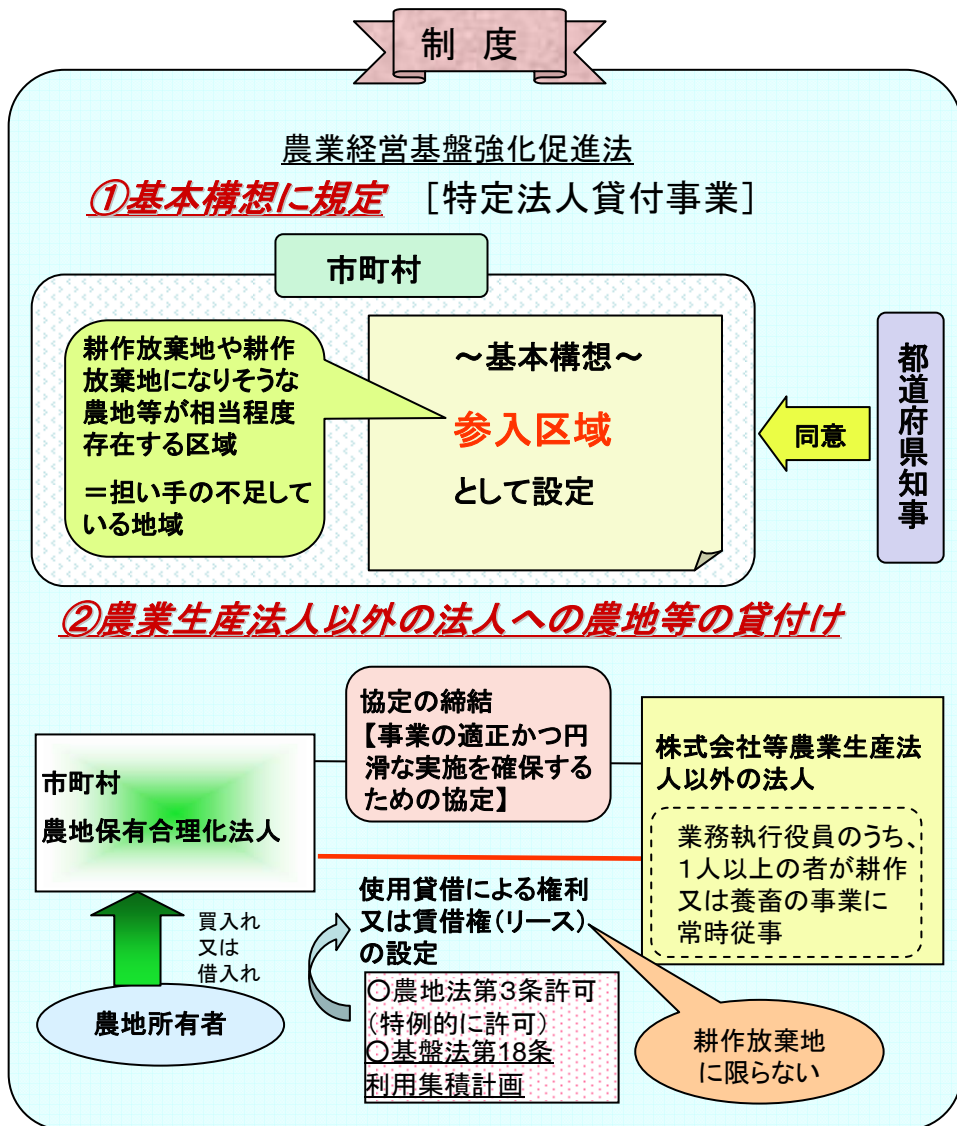 制 度
農業経営基盤強化促進法
①基本構想に規定 [特定法人貸付事業]
市町村
耕作放棄地や耕作
放棄地になりそうな
農地等が相当程度
存在する区域
＝担い手の不足して
いる地域
～基本構想～
参入区域
として設定
同意
都道府県知事
②農業生産法人以外の法人への農地等の貸付け
協定の締結
【事業の適正かつ円
滑な実施を確保する
ための協定】
市町村
農地保有合理化法人
株式会社等農業生産法
人以外の法人
業務執行役員のうち、
１人以上の者が耕作
又は養畜の事業に
常時従事
買入れ
又は
借入れ
農地所有者
使用貸借による権利
又は賃借権（リース）
の設定
○農地法第３条許可
（特例的に許可）
○基盤法第18条
利用集積計画
耕作放棄地
に限らない